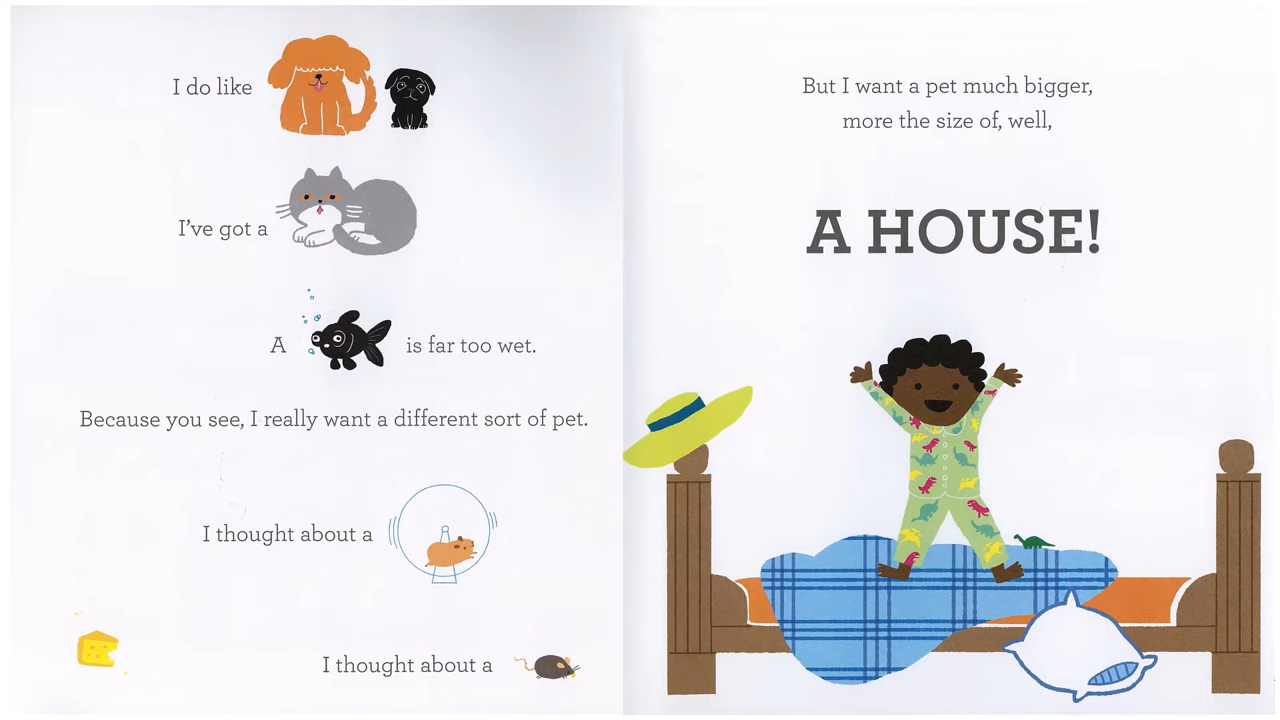 I do like
I've got a
A is far too wet.
Because you see, I really want a different sort of pet.
I thought about a
I thought about a
But I want a pet much bigger,
more the size of, well,
A HOUSE!